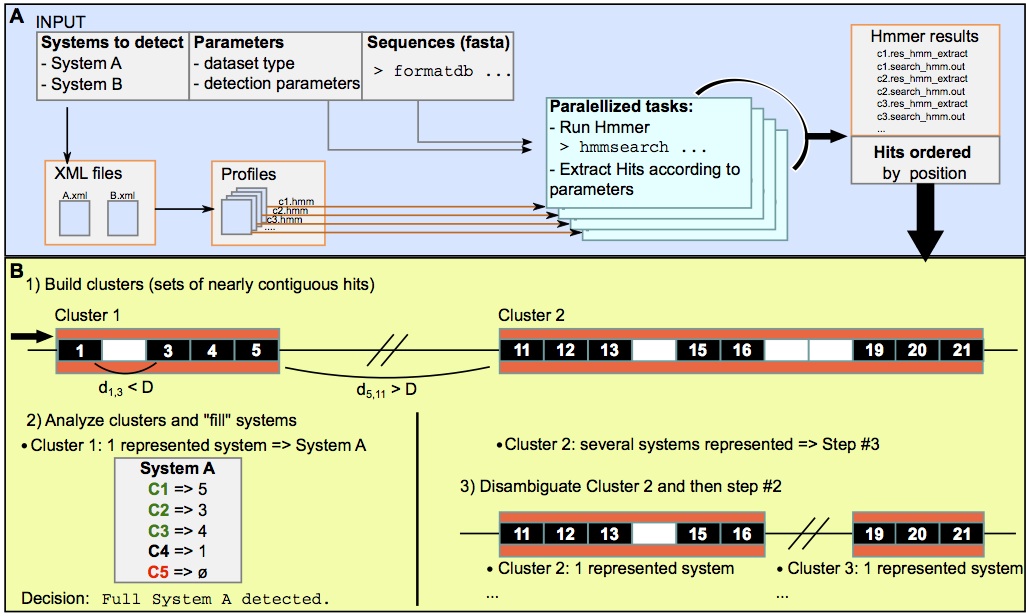 A
INPUT
Systems to detect
- System A
- System B
Parameters
- dataset type
- detection parameters
Sequences (fasta)
> formatdb ...
XML files
A.xml B.xml
Profiles
c1.hmm
c2.hmm
c3.hmm
....
Paralellized tasks:
- Run Hmmer
> hmmsearch ...
- Extract Hits according to
parameters
Hmmer results
c1.res_hmm_extract
c1.search_hmm.out
c2.res_hmm_extract
c2.search_hmm.out
c3.res_hmm_extract
c3.search_hmm.out
...
Hits ordered
by position
B
1) Build clusters (sets of nearly contiguous hits)
Cluster 1
1 3 4 5
d1,3 < D
d5,11 > D
Cluster 2
11 12 13 15 16 19 20 21
2) Analyze clusters and "fill" systems
• Cluster 1: 1 represented system => System A
System A
C1 => 5
C2 => 3
C3 => 4
C4 => 1
C5 => ø
Decision: Full System A detected.
• Cluster 2: several systems represented => Step #3
3) Disambiguate Cluster 2 and then step #2
11 12 13 15 16 19 20 21
• Cluster 2: 1 represented system
...
• Cluster 3: 1 represented system
...